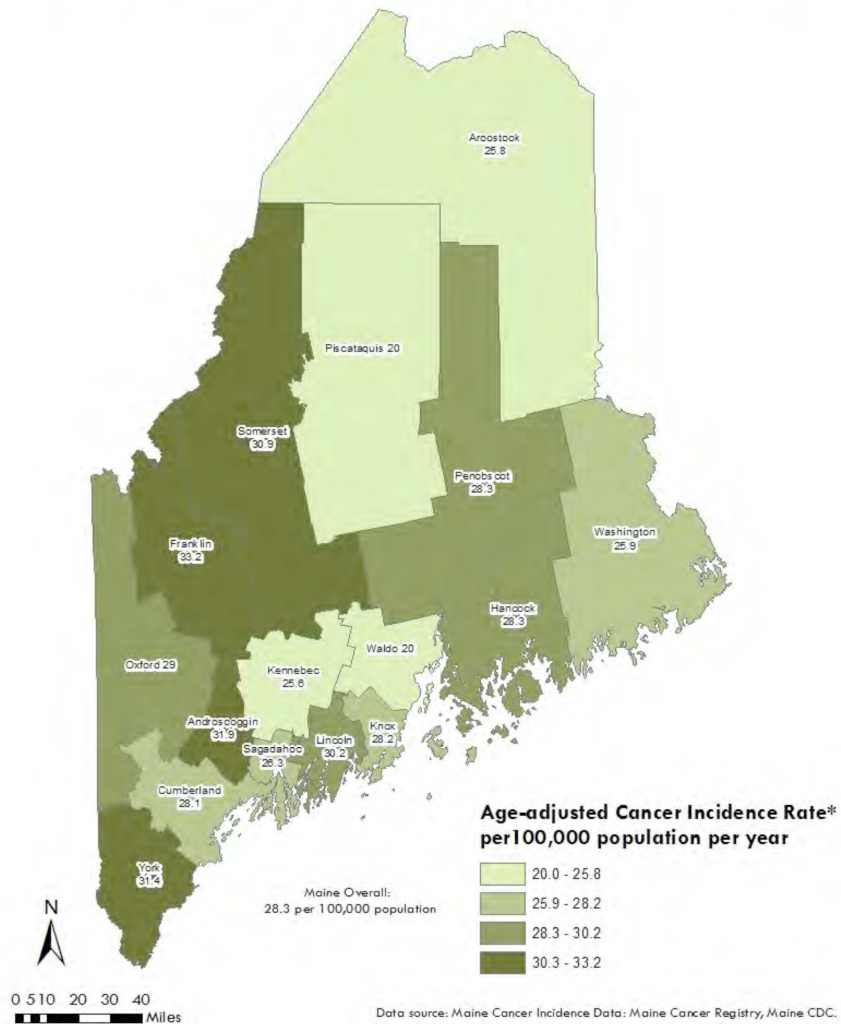 Aroostook
25.8
Piscataquis 20
Somerset
30.9
Penobscot
28.3
Washington
25.9
Franklin
33.2
Hancock
28.3
Oxford 29
Waldo 20
Kennebec
25.6
Androscoggin
31.9
Knox
28.2
Lincoln
30.2
Sagadahoc
26.3
Cumberland
28.1
York
31.4
Age-adjusted Cancer Incidence Rate*
per100,000 population per year
20.0 - 25.8
25.9 - 28.2
28.3 - 30.2
30.3 - 33.2
Maine Overall:
28.3 per 100,000 population
N
0 5 10 20 30 40
Miles
Data source: Maine Cancer Incidence Data: Maine Cancer Registry, Maine CDC.